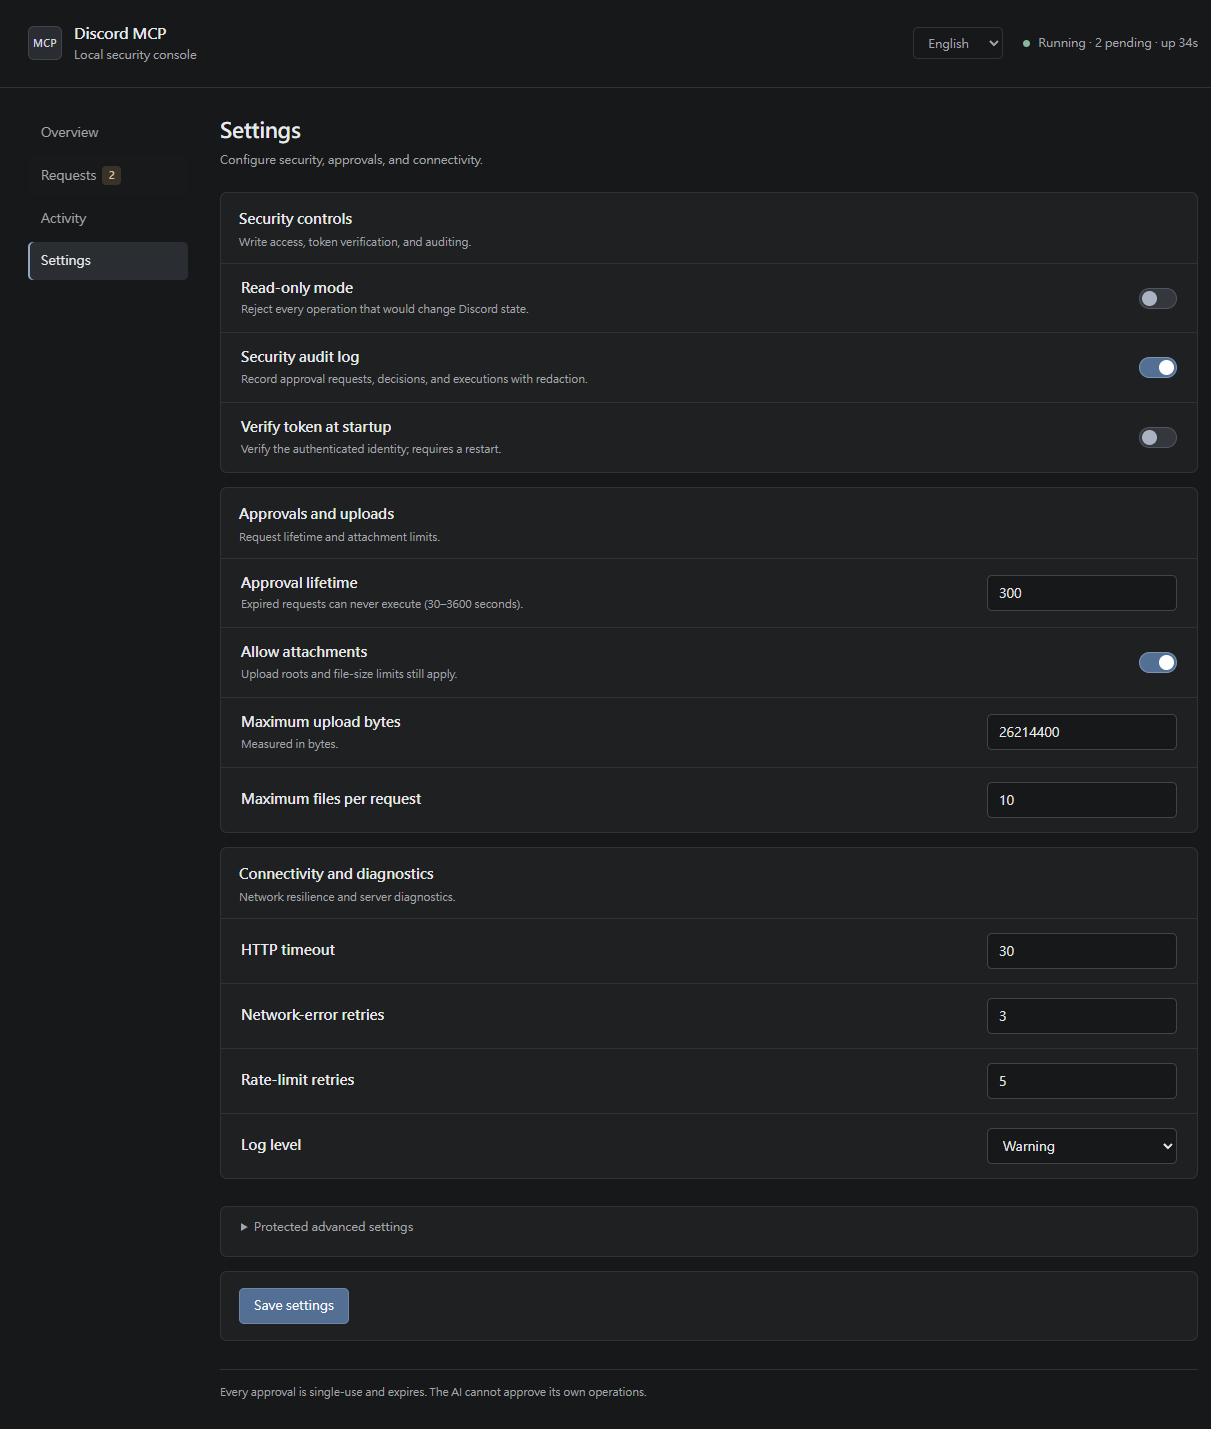 MCP
Discord MCP
Local security console
English
Running · 2 pending · up 34s
Overview
Requests 2
Activity
Settings
Settings
Configure security, approvals, and connectivity.
Security controls
Write access, token verification, and auditing.
Read-only mode
Reject every operation that would change Discord state.
Security audit log
Record approval requests, decisions, and executions with redaction.
Verify token at startup
Verify the authenticated identity; requires a restart.
Approvals and uploads
Request lifetime and attachment limits.
Approval lifetime
Expired requests can never execute (30–3600 seconds).
300
Allow attachments
Upload roots and file-size limits still apply.
Maximum upload bytes
Measured in bytes.
26214400
Maximum files per request
10
Connectivity and diagnostics
Network resilience and server diagnostics.
HTTP timeout
30
Network-error retries
3
Rate-limit retries
5
Log level
Warning
Protected advanced settings
Save settings
Every approval is single-use and expires. The AI cannot approve its own operations.